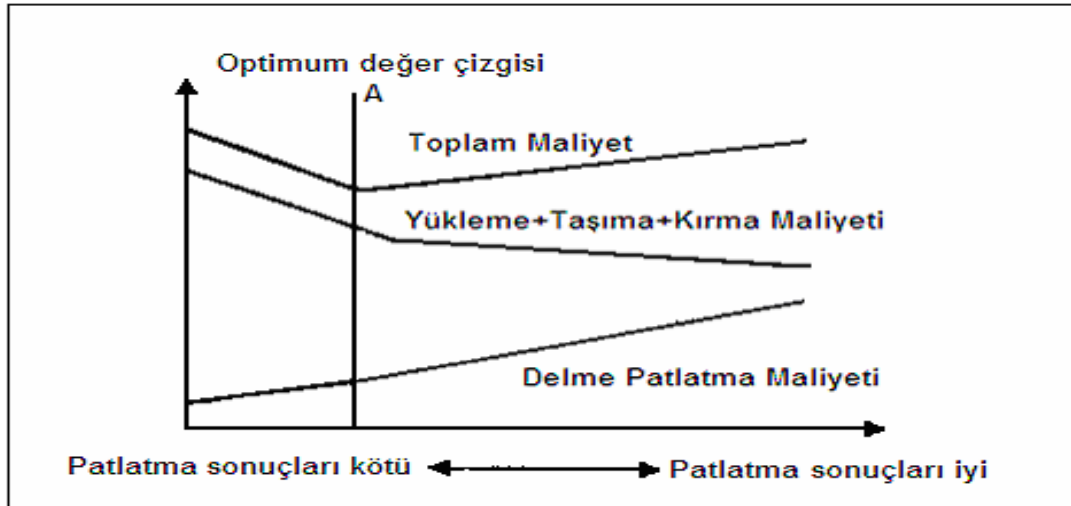 Optimum değer çizgisi
A
Toplam Maliyet
Yükleme+Taşıma+Kırma Maliyeti
Delme Patlatma Maliyeti
Patlatma sonuçları kötü
Patlatma sonuçları iyi